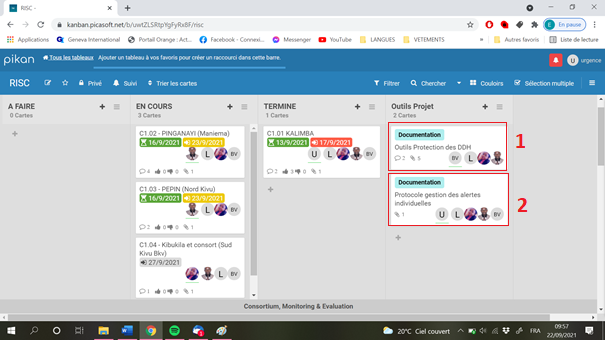 RISC -
kanban.picasoft.net/b/uwtZLSRtpYgFyRxBF/risc
E
En pause
Applications
Geneva International
Portail Orange : Act...
Facebook - Connexi...
Messenger
YouTube
LANGUES
VETEMENTS
»
Autres favoris
Liste de lecture
pikan
Tous les tableaux
Ajouter un tableau à vos favoris pour créer un raccourci dans cette barre.
U
urgence
RISC
Privé
Suivi
Trier les cartes
Filtrer
Chercher
Couloirs
Sélection multiple
A FAIRE
0 Cartes
EN COURS
3 Cartes
C1.02 - PINGANAYI (Maniema)
16/9/2021
23/9/2021
L
BV
4
0
0
1
C1.03 - PEPIN (Nord Kivu)
16/9/2021
23/9/2021
L
BV
2
0
0
1
C1.04 - Kibukila et consort (Sud
Kivu Bkv)
27/9/2021
L
BV
1
0
0
1
TERMINE
1 Cartes
C1.01 KALIMBA
13/9/2021
17/9/2021
U
L
BV
2
3
0
1
Outils Projet
2 Cartes
Documentation
Outils Protection des DDH
2
5
BV
L
1
Documentation
Protocole gestion des alertes
individuelles
1
U
L
BV
2
Consortium, Monitoring & Evaluation
20°C Ciel couvert
FRA
09:57
22/09/2021